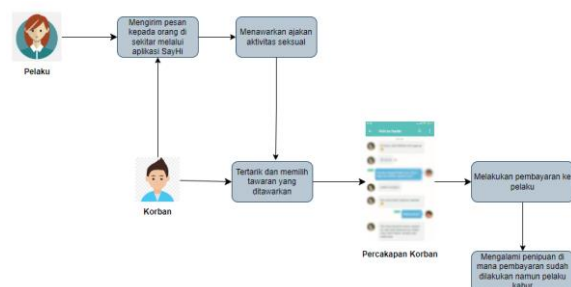 Mengirim pesan
kepada orang di
sekitar melalui
aplikasi SayHi
Menawarkan ajakan
aktivitas seksual
Pelaku
Tertarik dan memilih
tawaran yang
ditawarkan
Korban
Percakapan Korban
Melakukan pembayaran ke
pelaku
Mengalami penipuan di
mana pembayaran sudah
dilakukan namun pelaku
kabur